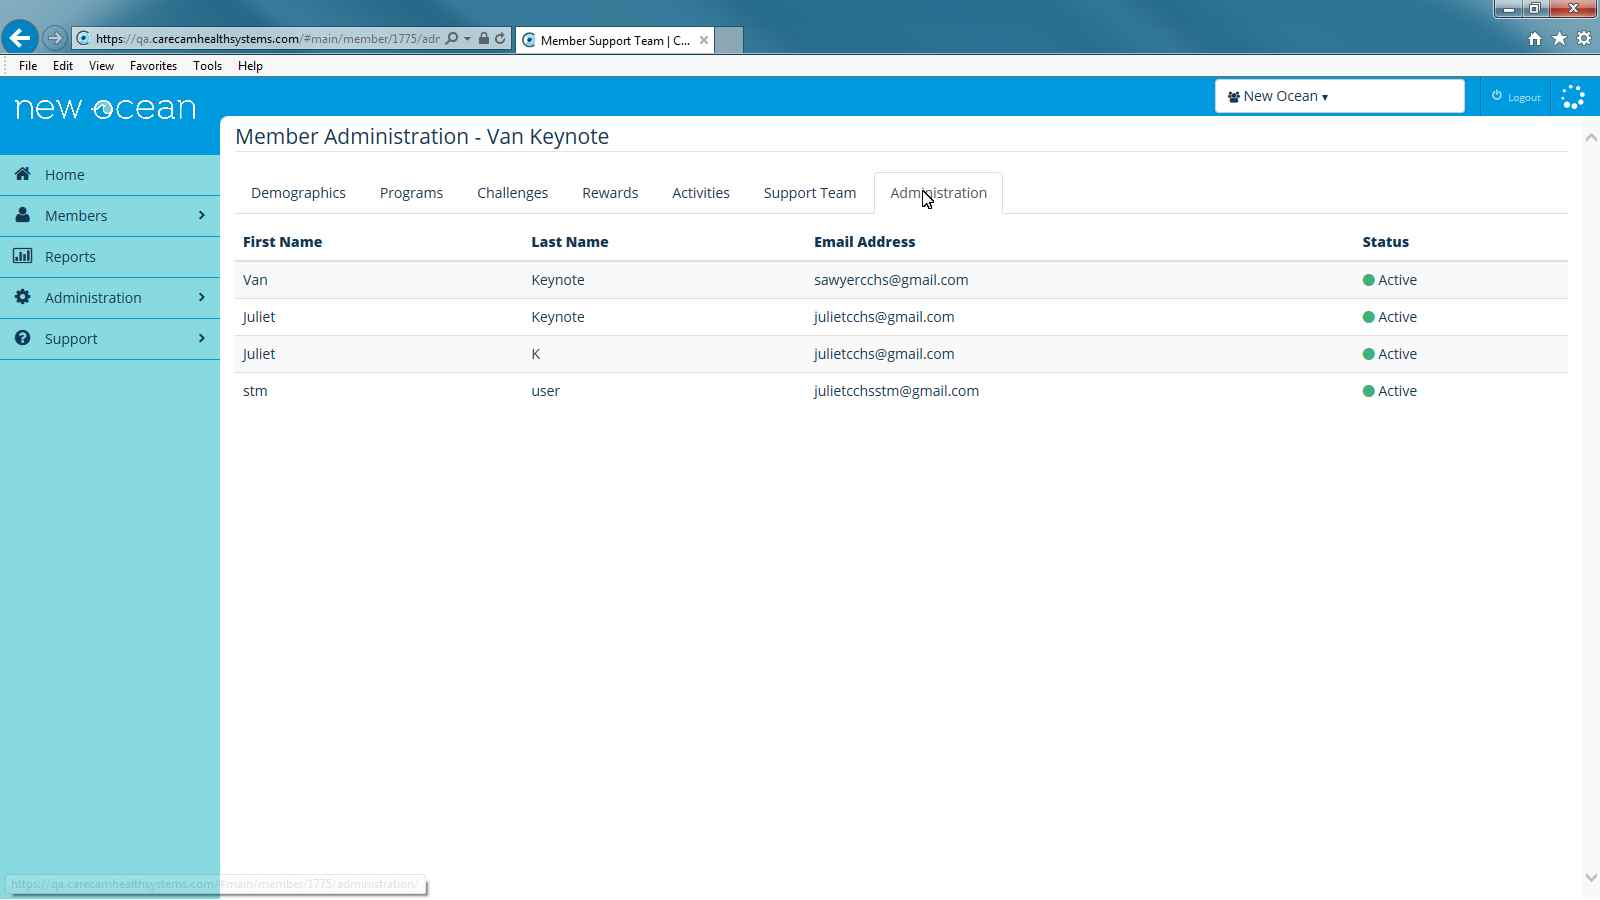 https://qa.carecamhealthsystems.com/#main/member/1775/adr
Member Support Team | C...
File Edit View Favorites Tools Help
new ocean
New Ocean
Logout
Member Administration - Van Keynote
Home
Members
Reports
Administration
Support
Demographics Programs Challenges Rewards Activities Support Team Administration
First Name Last Name Email Address Status
Van Keynote sawyercchs@gmail.com Active
Juliet Keynote julietcchs@gmail.com Active
Juliet K julietcchs@gmail.com Active
stm user julietcchsstm@gmail.com Active
https://qa.carecamhealthsystems.com/#main/member/1775/administration/